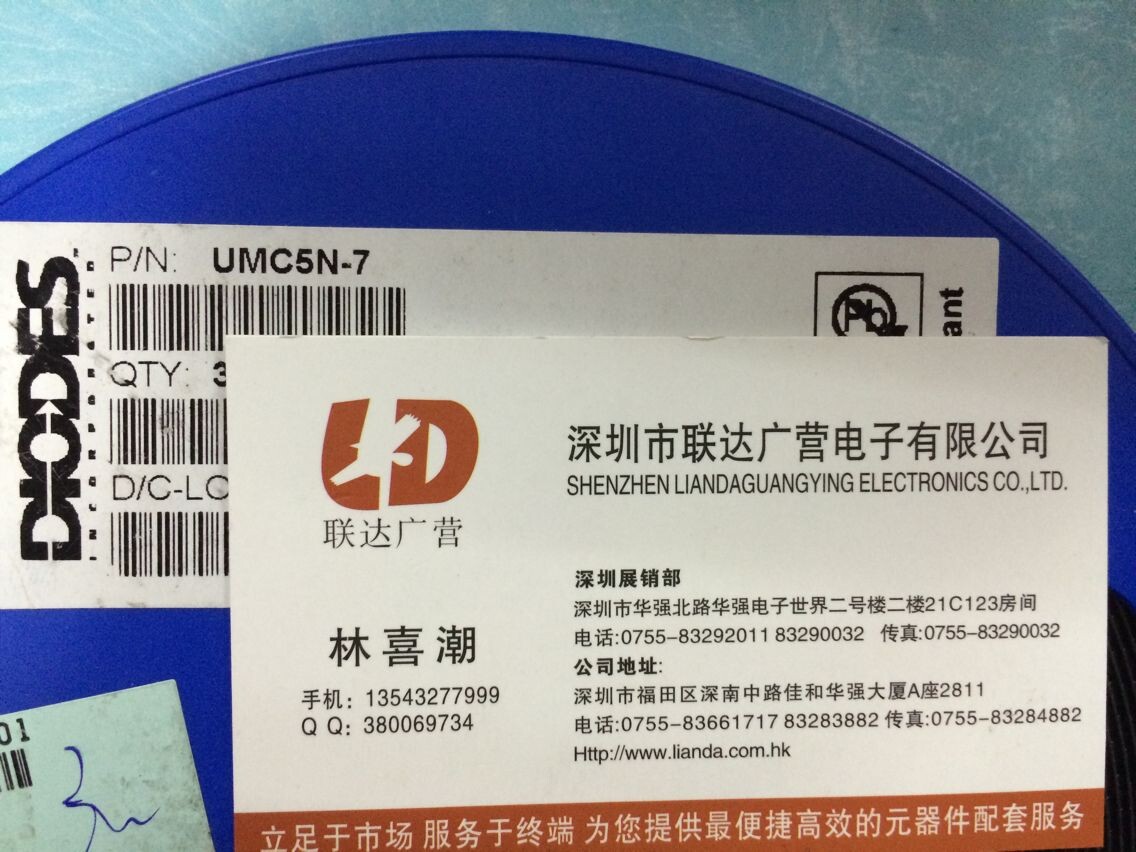 P/N: UMC5N-7
DIODES
INCORPORATED
QTY: 3
D/C-LO
Pb
ant
LD
联达广营
深圳市联达广营电子有限公司
SHENZHEN LIANDAGUANGYING ELECTRONICS CO.,LTD.
林喜潮
手机: 13543277999
Q Q: 380069734
深圳展销部
深圳市华强北路华强电子世界二号楼二楼21C123房间
电话:0755-83292011 83290032 传真:0755-83290032
公司地址:
深圳市福田区深南中路佳和华强大厦A座2811
电话:0755-83661717 83283882 传真:0755-83284882
Http://www.lianda.com.hk
立足于市场 服务于终端 为您提供最便捷高效的元器件配套服务
01